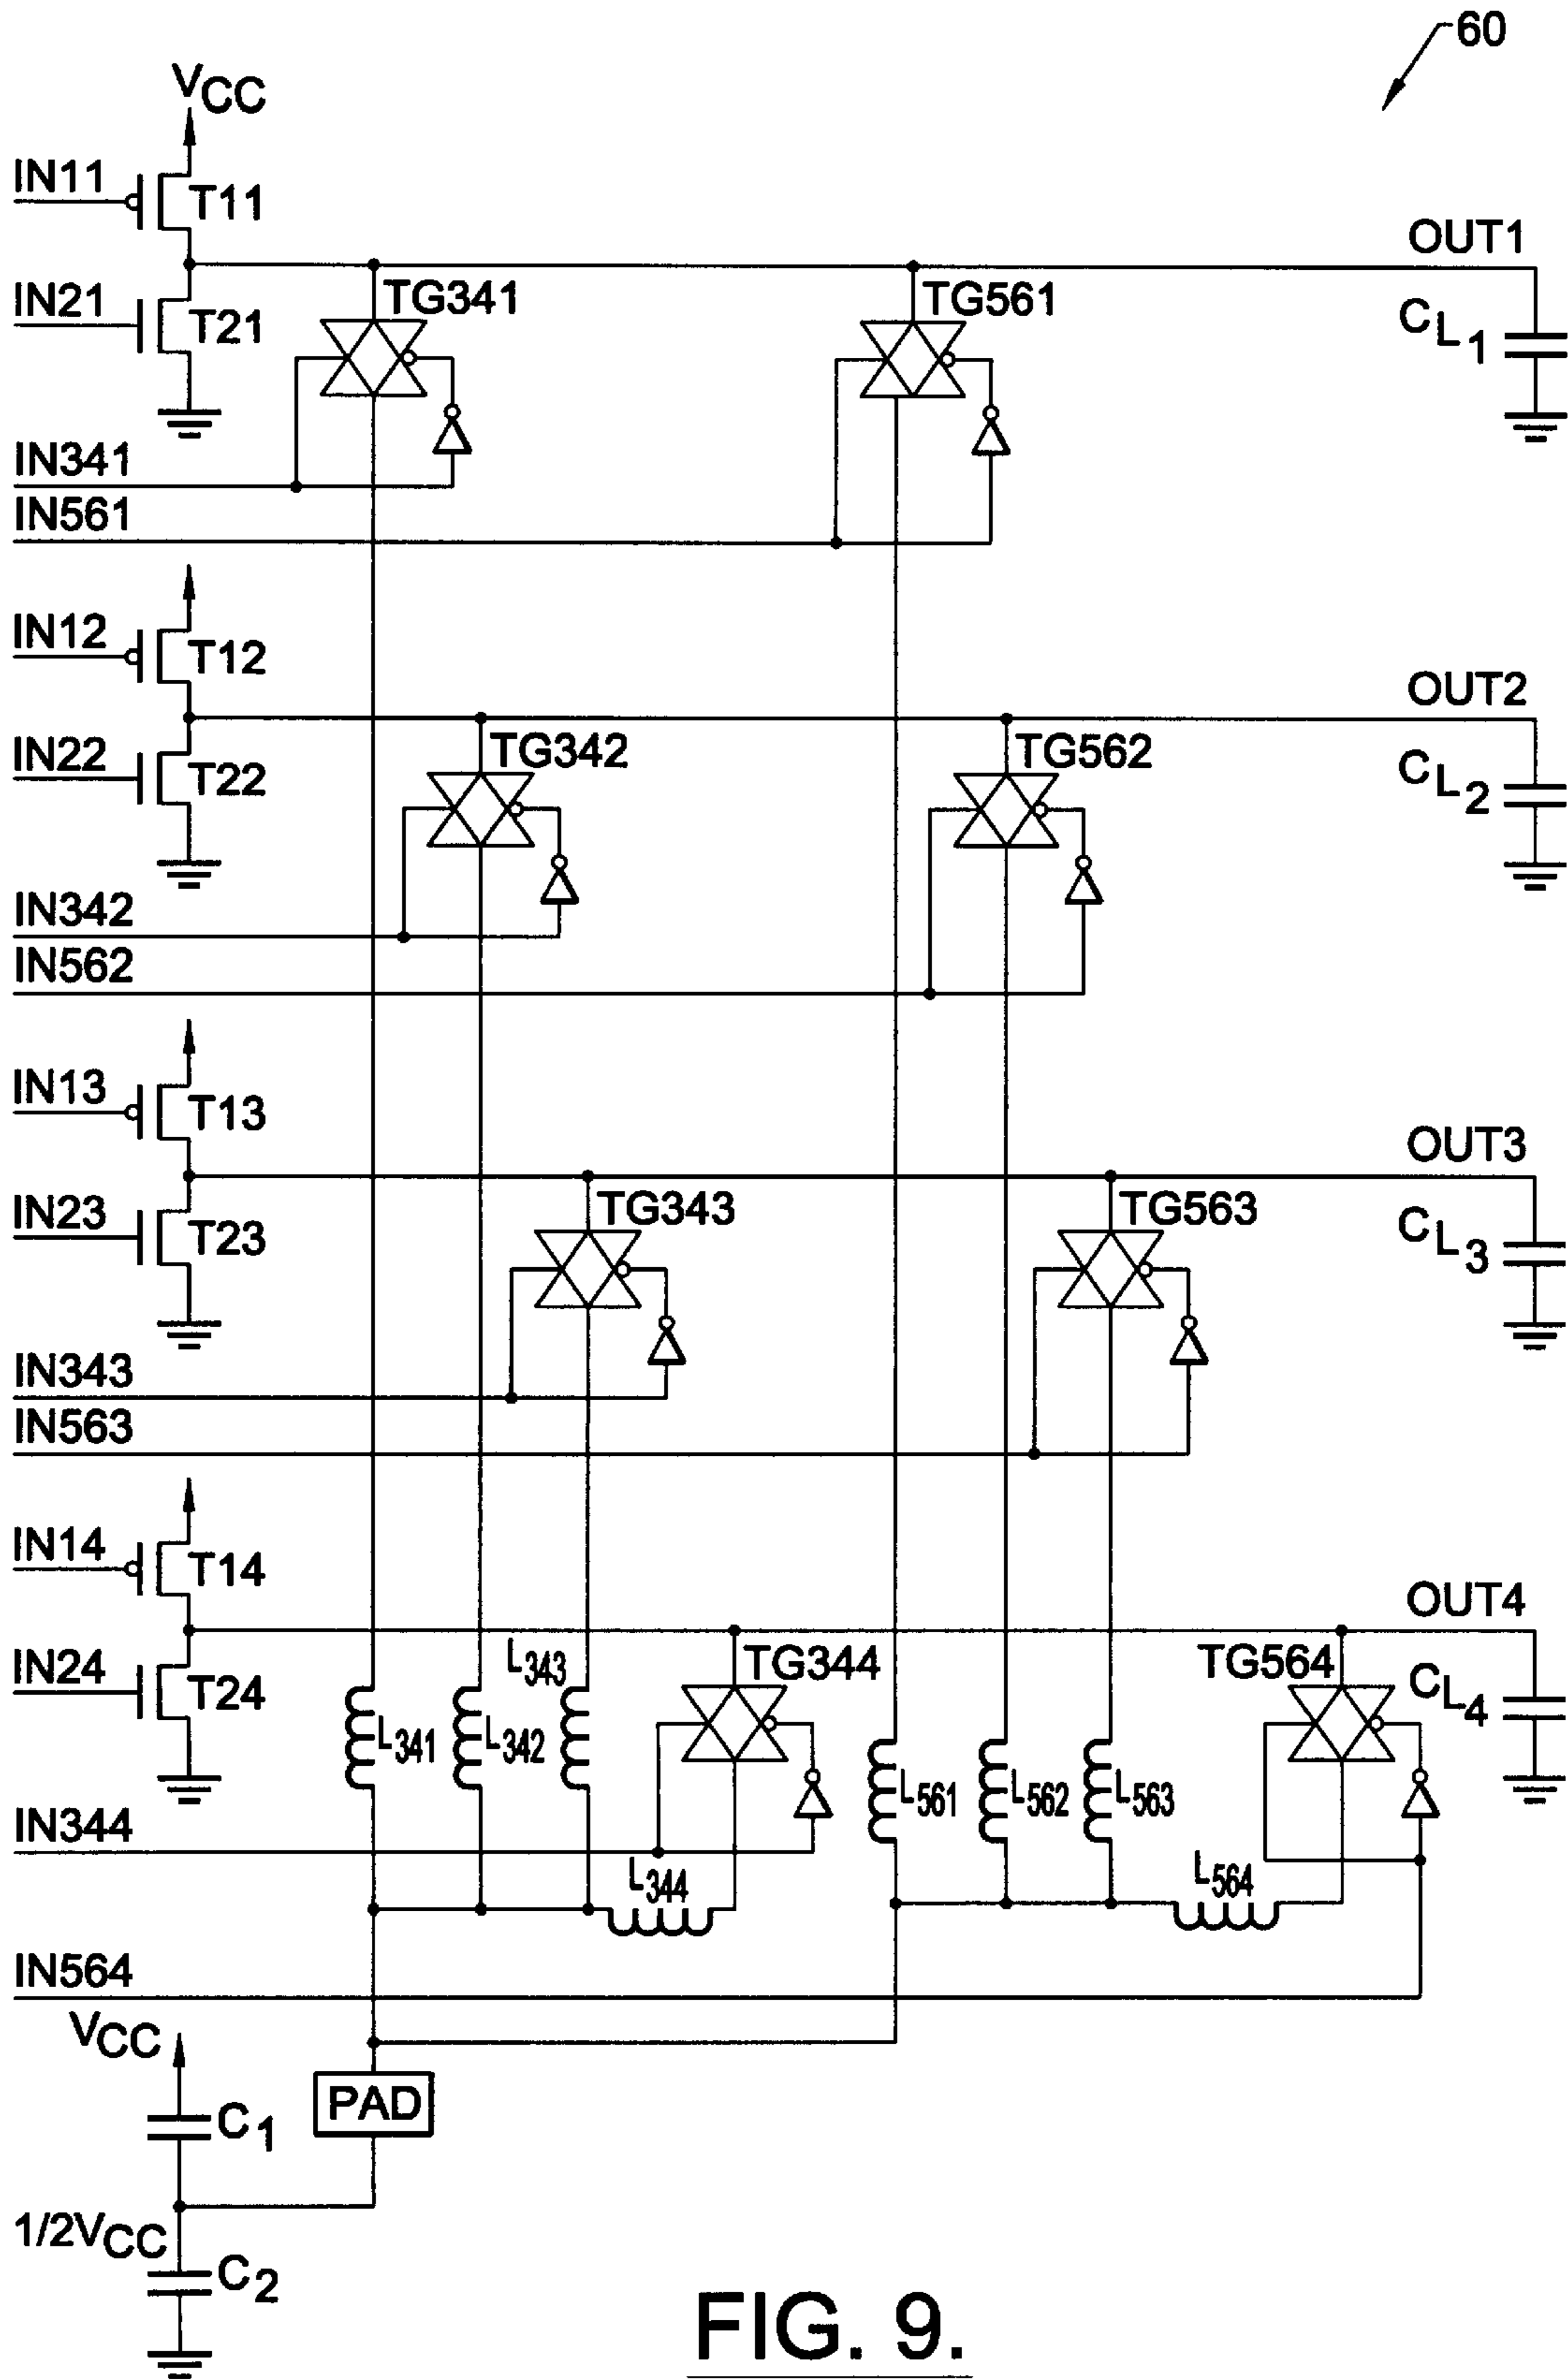 60
VCC
IN11
T11
OUT1
IN21
T21
TG341
TG561
CL1
IN341
IN561
IN12
T12
OUT2
IN22
T22
TG342
TG562
CL2
IN342
IN562
IN13
T13
OUT3
IN23
T23
TG343
TG563
CL3
IN343
IN563
IN14
T14
OUT4
IN24
T24
L343
TG344
TG564
CL4
L341
L342
L561
L562
L563
IN344
L344
L564
IN564
VCC
C1
PAD
1/2VCC
C2
FIG. 9.